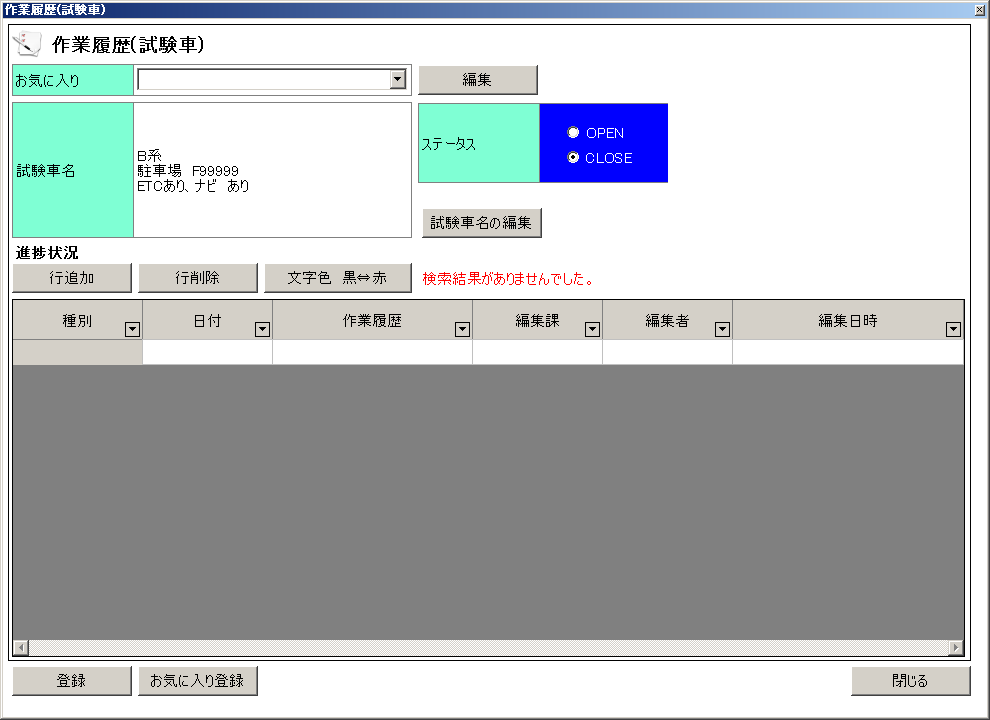 作業履歴(試験車)
作業履歴(試験車)
お気に入り
編集
試験車名
B系
駐車場　F99999
ETCあり、ナビ　あり
ステータス
OPEN
CLOSE
試験車名の編集
進捗状況
行追加
行削除
文字色　黒⇔赤
検索結果がありませんでした。
種別
日付
作業履歴
編集課
編集者
編集日時
登録
お気に入り登録
閉じる